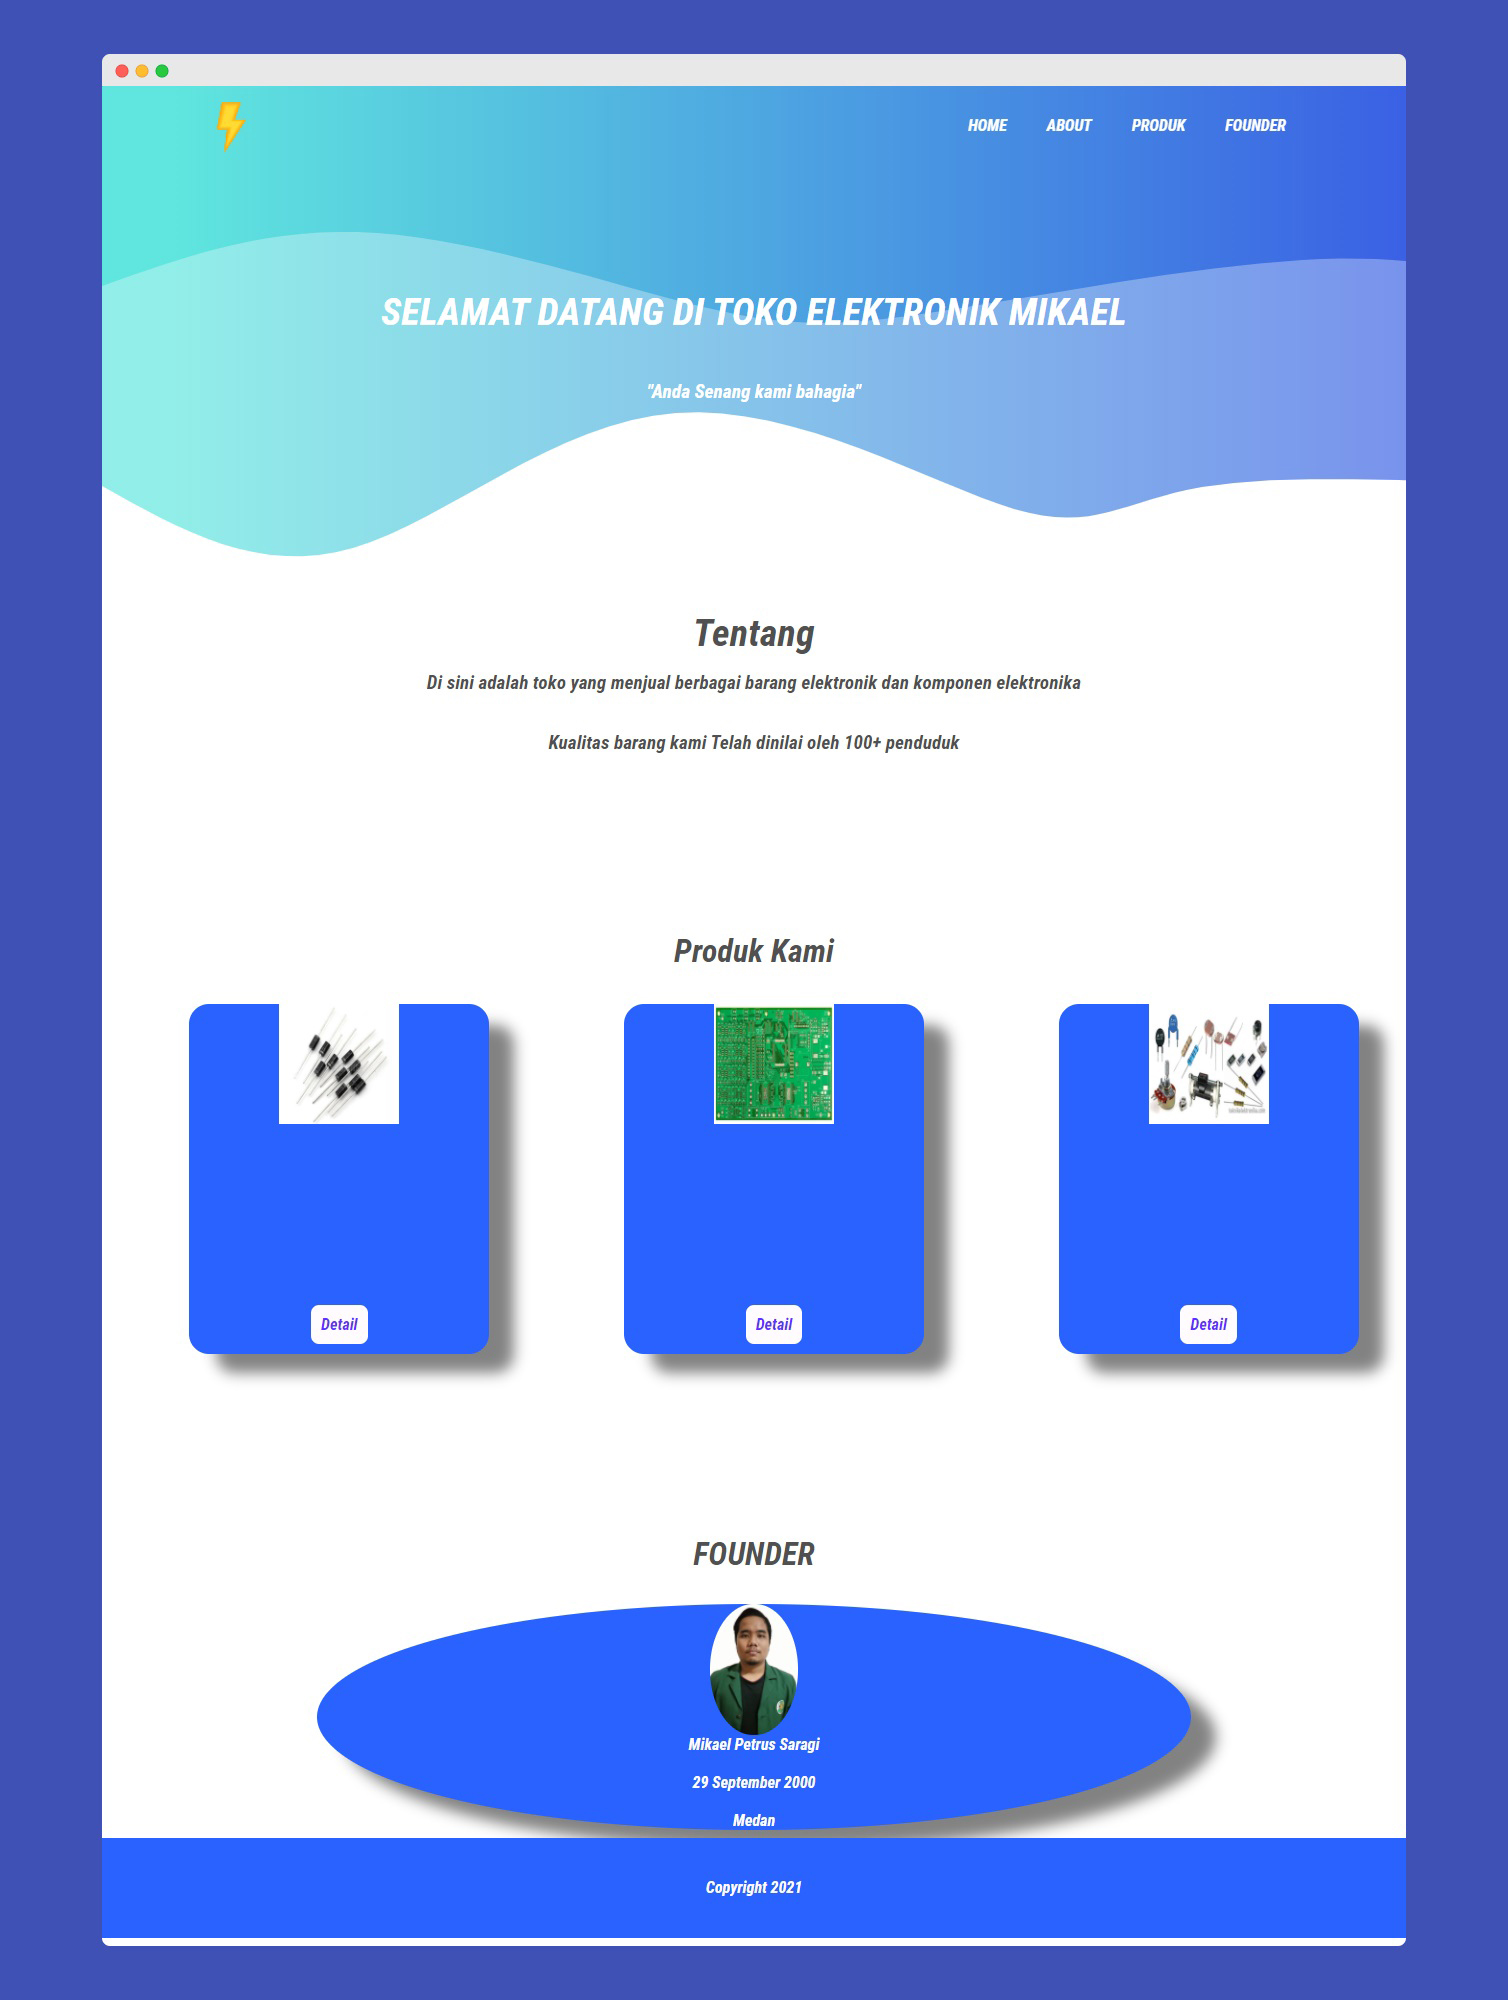 HOME ABOUT PRODUK FOUNDER
SELAMAT DATANG DI TOKO ELEKTRONIK MIKAEL
"Anda Senang kami bahagia"
Tentang
Di sini adalah toko yang menjual berbagai barang elektronik dan komponen elektronika
Kualitas barang kami Telah dinilai oleh 100+ penduduk
Produk Kami
Detail Detail Detail
FOUNDER
Mikael Petrus Saragi
29 September 2000
Medan
Copyright 2021